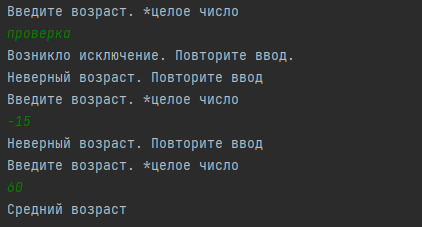 Введите возраст. *целое число
проверка
Возникло исключение. Повторите ввод.
Неверный возраст. Повторите ввод
Введите возраст. *целое число
-15
Неверный возраст. Повторите ввод
Введите возраст. *целое число
60
Средний возраст